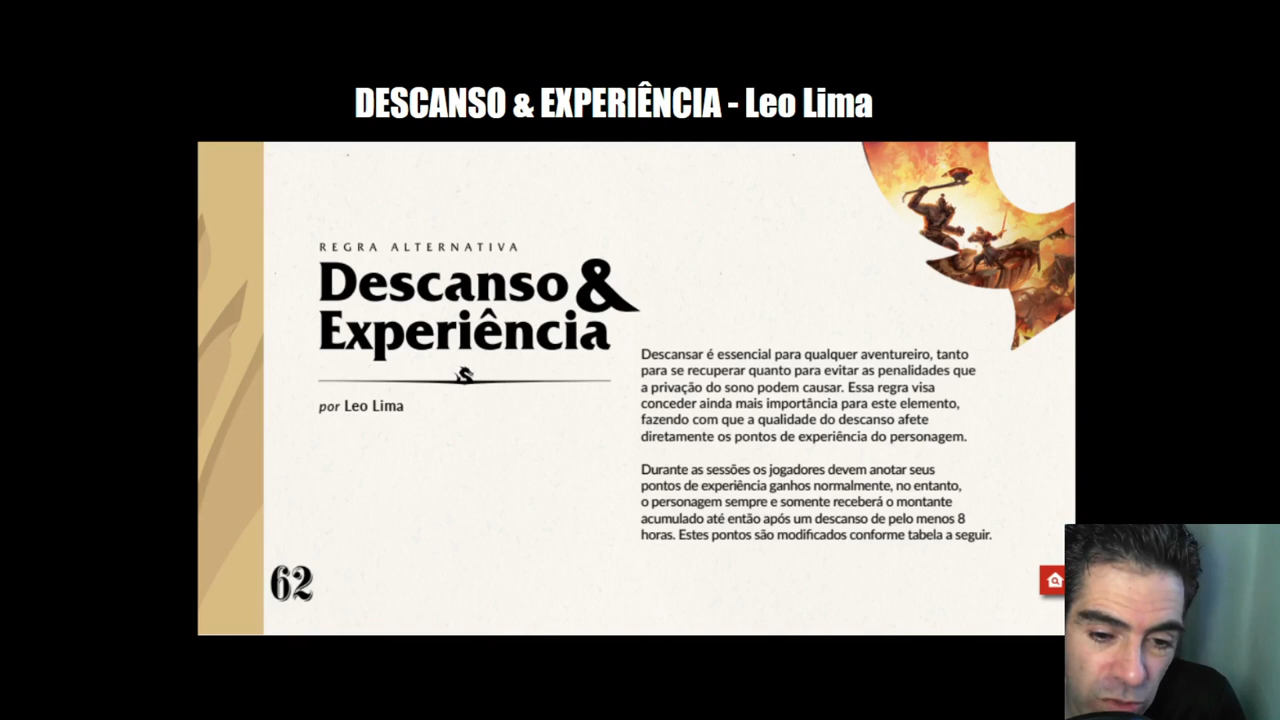 DESCANSO & EXPERIÊNCIA - Leo Lima
REGRA ALTERNATIVA
Descanso &
Experiência
por Leo Lima
Descansar é essencial para qualquer aventureiro, tanto
para se recuperar quanto para evitar as penalidades que
a privação do sono podem causar. Essa regra visa
conceder ainda mais importância para este elemento,
fazendo com que a qualidade do descanso afete
diretamente os pontos de experiência do personagem.
Durante as sessões os jogadores devem anotar seus
pontos de experiência ganhos normalmente, no entanto,
o personagem sempre e somente receberá o montante
acumulado até então após um descanso de pelo menos 8
horas. Estes pontos são modificados conforme tabela a seguir.
62